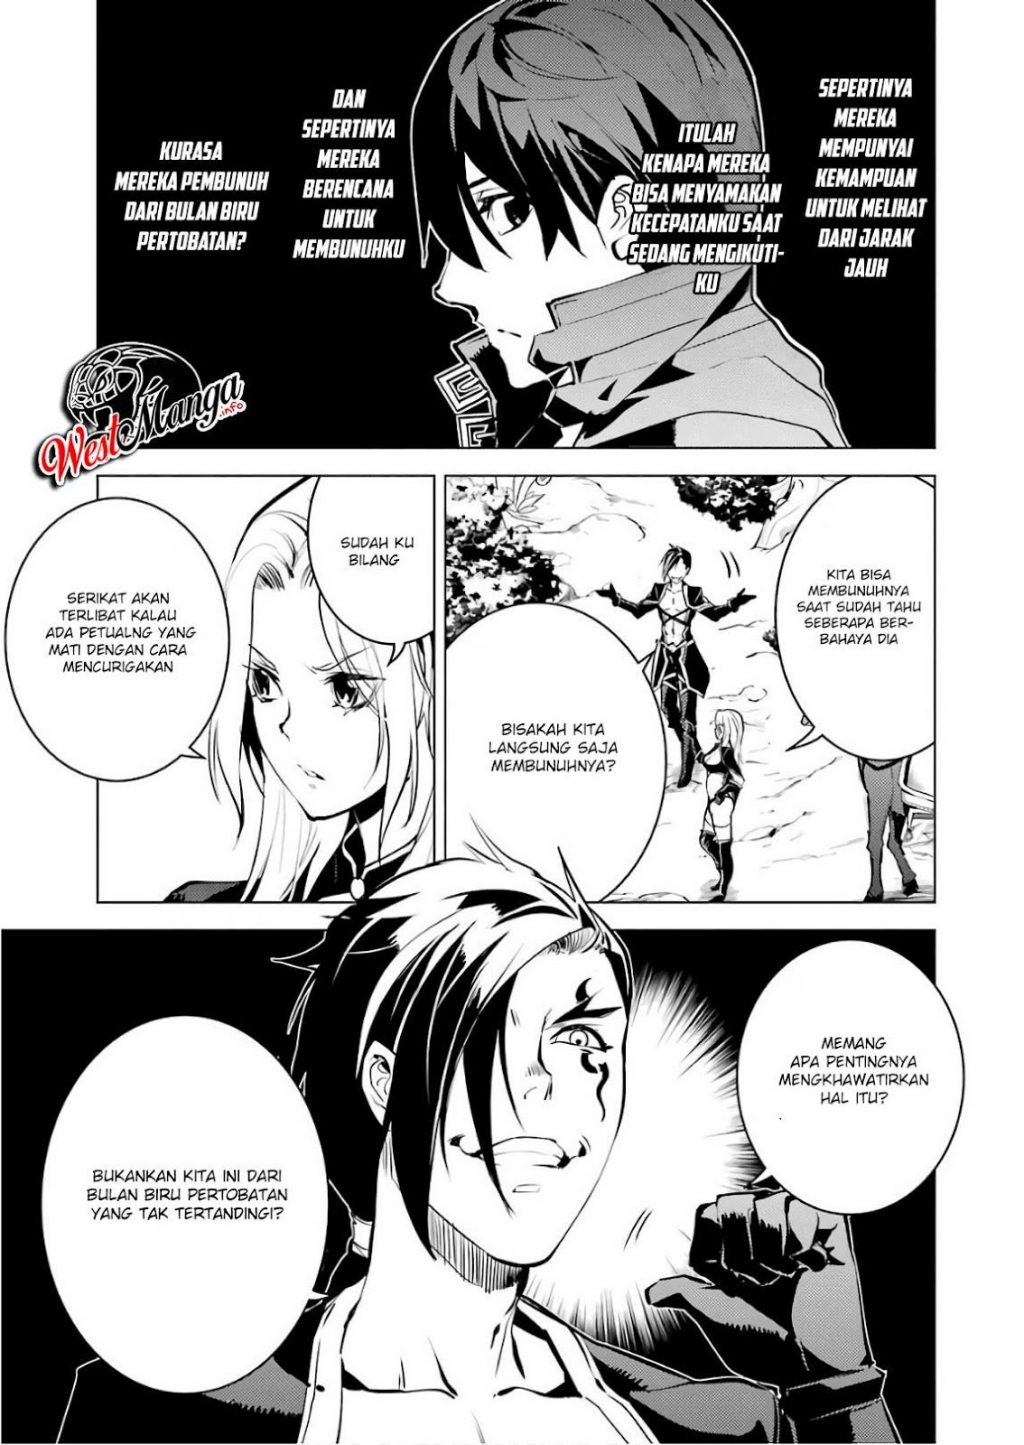 SEPERTINYA
MEREKA
MEMPUNYAI
KEMAMPUAN
UNTUK MELIHAT
DARI JARAK
JAUH
ITULAH
KENAPA MEREKA
BISA MENYAMAKAN
KECEPATANKU SAAT
SEDANG MENGIKUTI-
KU
DAN
SEPERTINYA
MEREKA
BERENCANA
UNTUK
MEMBUNUHKU
KURASA
MEREKA PEMBUNUH
DARI BULAN BIRU
PERTOBATAN?
WestManga
.info
KITA BISA
MEMBUNUHNYA
SAAT SUDAH TAHU
SEBERAPA BER-
BAHAYA DIA
BISAKAH KITA
LANGSUNG SAJA
MEMBUNUHNYA?
SUDAH KU
BILANG
SERIKAT AKAN
TERLIBAT KALAU
ADA PETUALNG YANG
MATI DENGAN CARA
MENCURIGAKAN
MEMANG
APA PENTINGNYA
MENGKHAWATIRKAN
HAL ITU?
BUKANKAN KITA INI DARI
BULAN BIRU PERTOBATAN
YANG TAK TERTANDINGI?